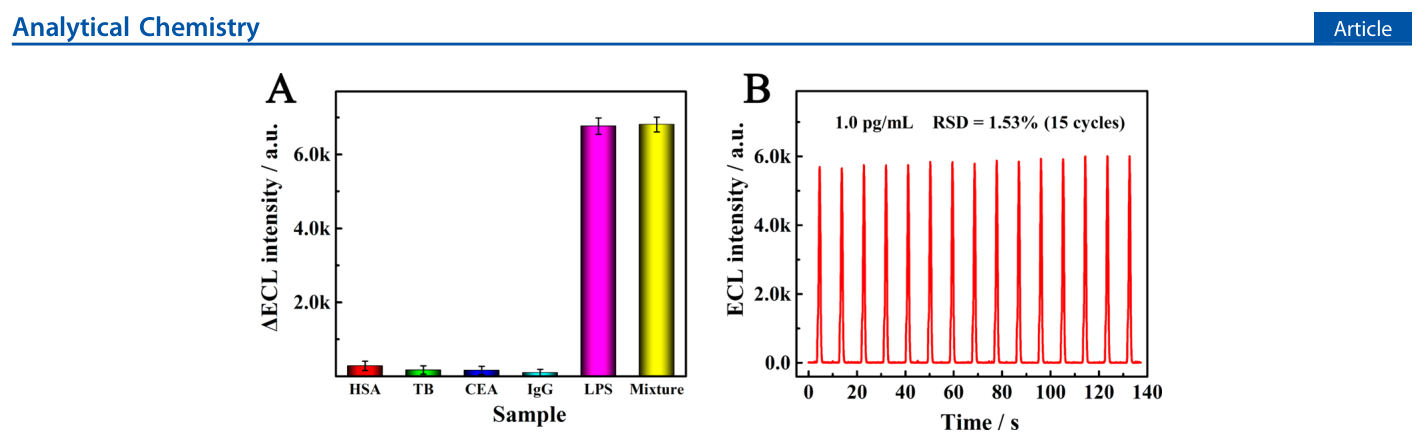 Analytical Chemistry
Article
A
ΔECL intensity / a.u.
6.0k
4.0k
2.0k
HSA TB CEA IgG LPS Mixture
Sample
B
1.0 pg/mL RSD = 1.53% (15 cycles)
ECL intensity / a.u.
6.0k
4.0k
2.0k
0.0
0 20 40 60 80 100 120 140
Time / s